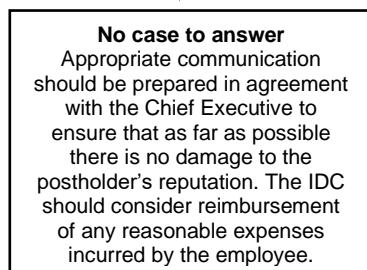 No case to answer
Appropriate communication
should be prepared in agreement
with the Chief Executive to
ensure that as far as possible
there is no damage to the
postholder's reputation. The IDC
should consider reimbursement
of any reasonable expenses
incurred by the employee.